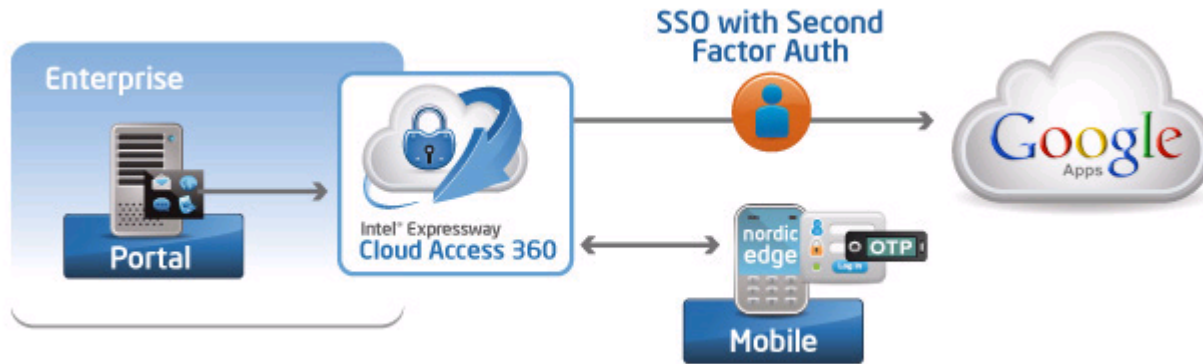 SSO with Second
Factor Auth
Enterprise
Google
Apps
Intel® Expressway
Cloud Access 360
Portal
nordic
edge
OTP
Log in
Mobile